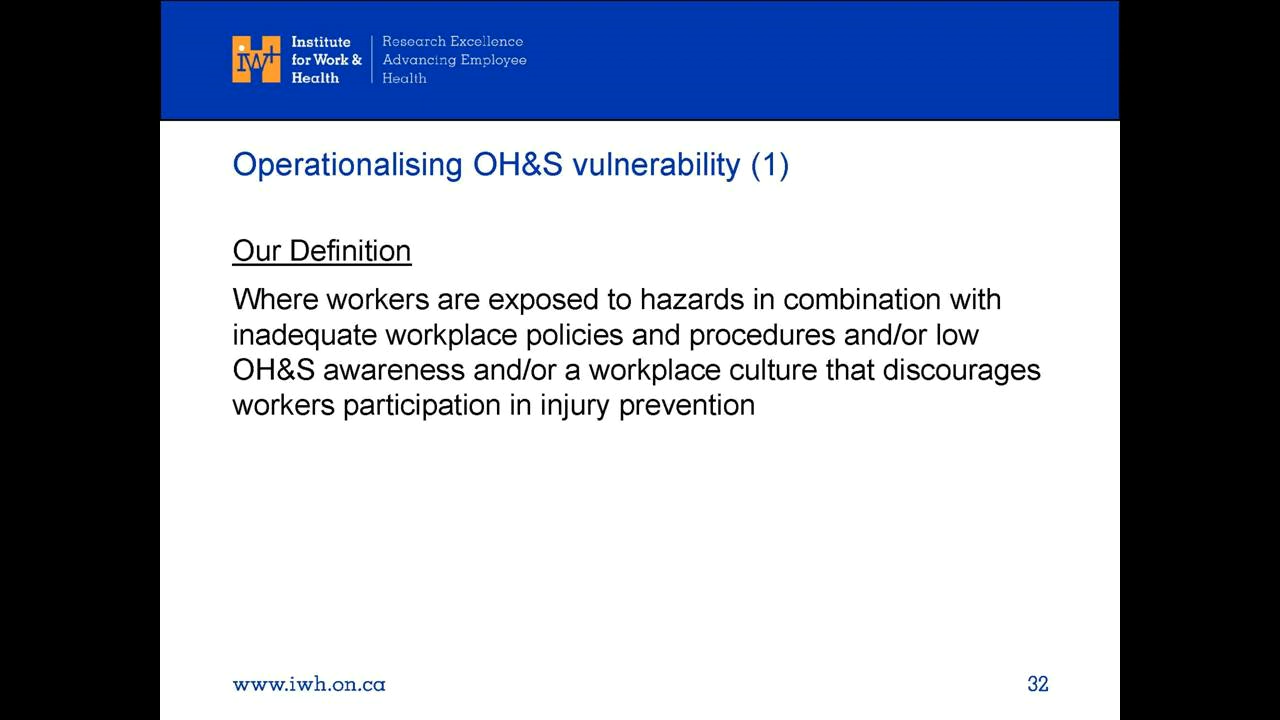 iw+
Institute
for Work &
Health
Research Excellence
Advancing Employee
Health
Operationalising OH&S vulnerability (1)
Our Definition
Where workers are exposed to hazards in combination with
inadequate workplace policies and procedures and/or low
OH&S awareness and/or a workplace culture that discourages
workers participation in injury prevention
www.iwh.on.ca
32